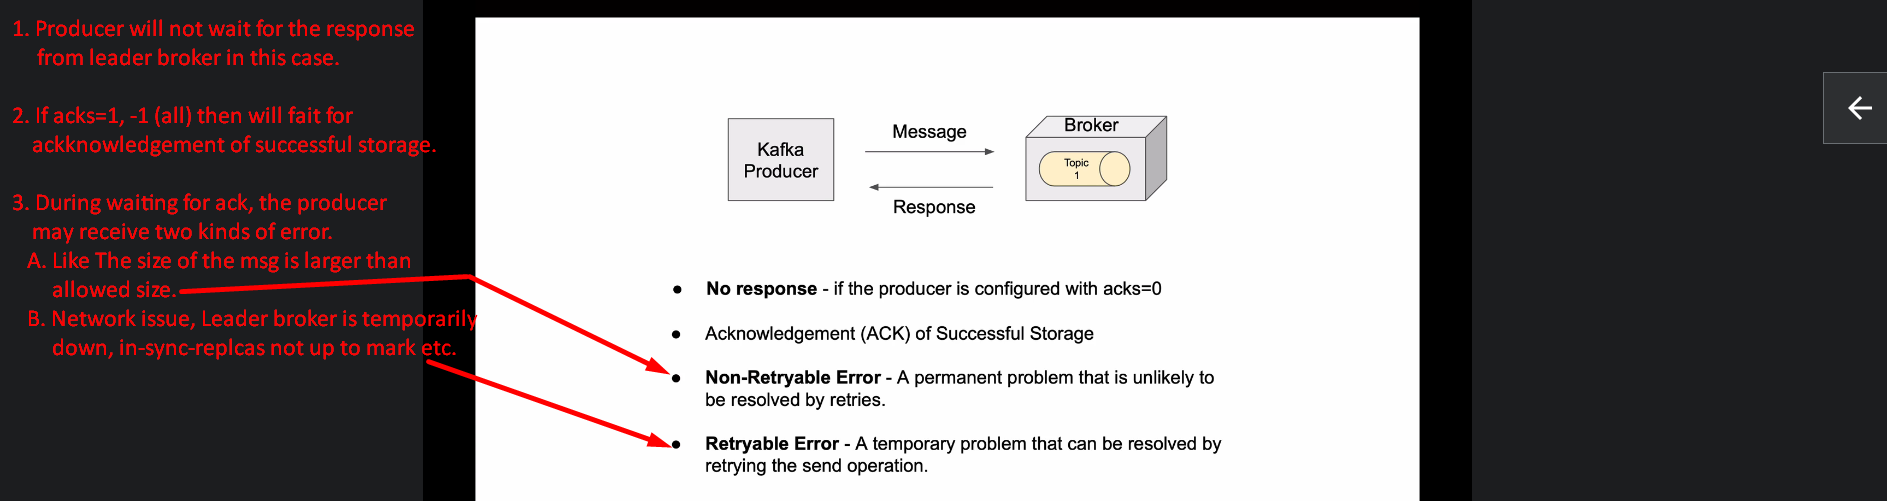 1. Producer will not wait for the response
from leader broker in this case.
2. If acks=1, -1 (all) then will fait for
ackknowledgement of successful storage.
3. During waiting for ack, the producer
may receive two kinds of error.
A. Like The size of the msg is larger than
allowed size.
B. Network issue, Leader broker is temporarily
down, in-sync-replcas not up to mark etc.
Kafka
Producer
Message
Response
Broker
Topic
1
● No response - if the producer is configured with acks=0
● Acknowledgement (ACK) of Successful Storage
● Non-Retryable Error - A permanent problem that is unlikely to
be resolved by retries.
● Retryable Error - A temporary problem that can be resolved by
retrying the send operation.